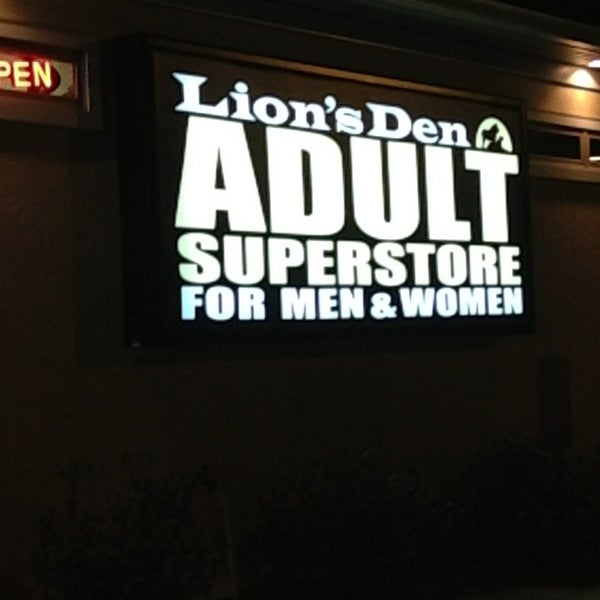 PEN
Lion's Den
ADULT
SUPERSTORE
FOR MEN & WOMEN